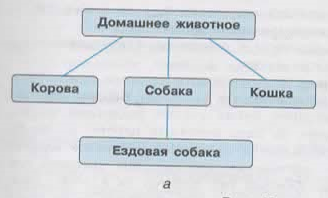 Домашнее животное
Корова
Собака
Кошка
Ездовая собака
а